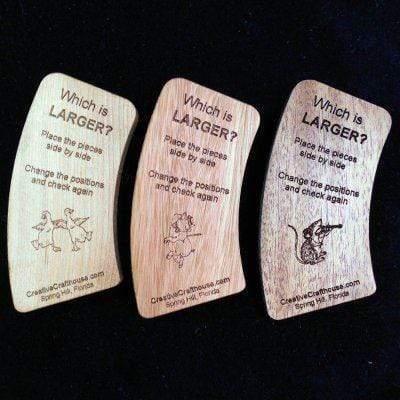 Which is
LARGER?
Place the pieces
side by side
Change the positions
and check again
CreativeCrafthouse.com
Spring Hill, Florida
Which is
LARGER?
Place the pieces
side by side
Change the positions
and check again
CreativeCrafthouse.com
Spring Hill, Florida
Which is
LARGER?
Place the pieces
side by side
Change the positions
and check again
CreativeCrafthouse.com
Spring Hill, Florida